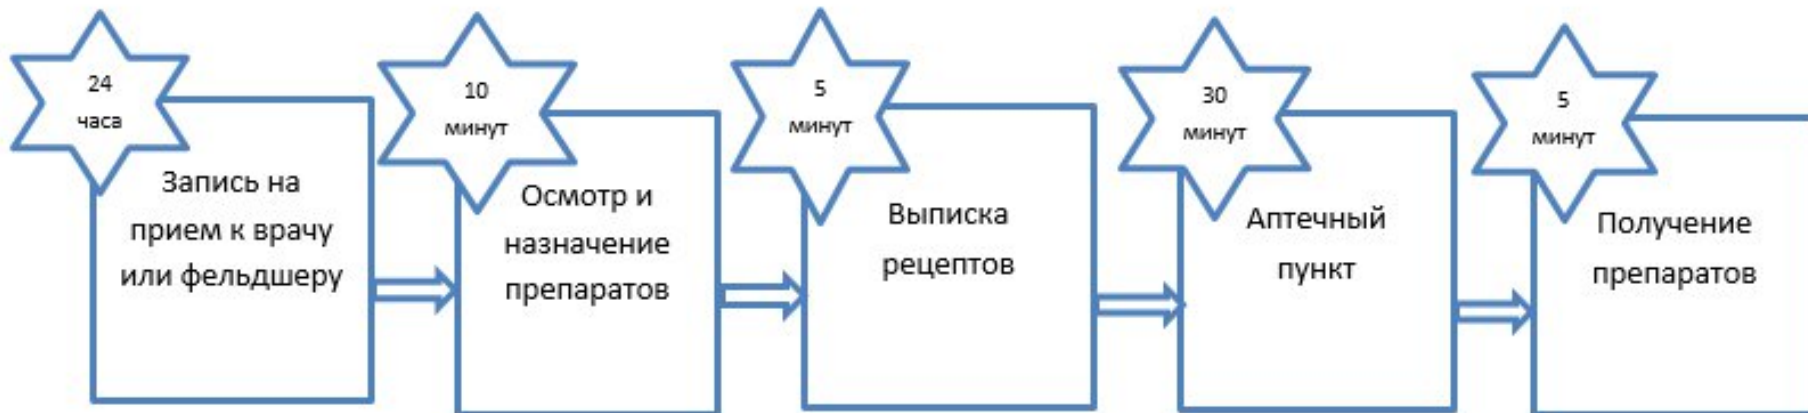 24
часа
Запись на
прием к врачу
или фельдшеру
10
минут
Осмотр и
назначение
препаратов
5
минут
Выписка
рецептов
30
минут
Аптечный
пункт
5
минут
Получение
препаратов